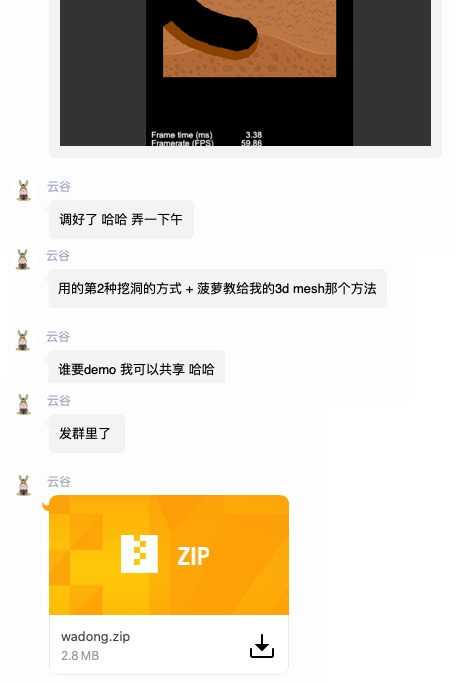 Frame time (ms) 3.38
Framerate (FPS) 59.86
云谷
调好了 哈哈 弄一下午
云谷
用的第2种挖洞的方式 + 菠萝教给我的3d mesh那个方法
云谷
谁要demo 我可以共享 哈哈
云谷
发群里了
云谷
ZIP
wadong.zip
2.8 MB